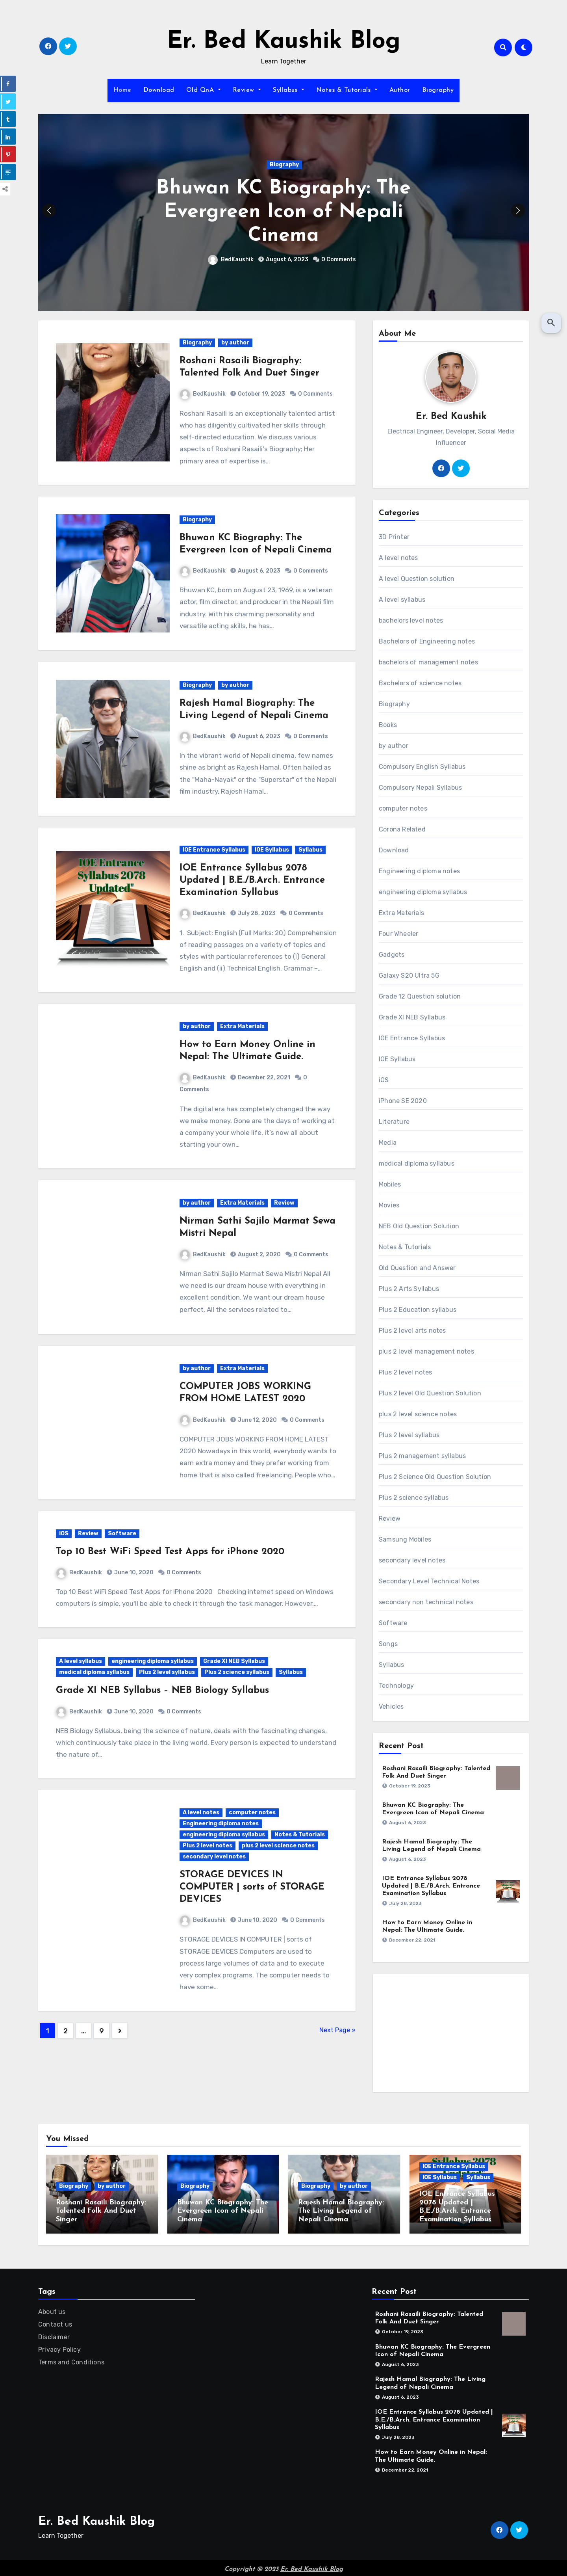 Er. Bed Kaushik Blog
Learn Together
Home Download Old QnA Review Syllabus Notes & Tutorials Author Biography
Biography
Bhuwan KC Biography: The
Evergreen Icon of Nepali
Cinema
BedKaushik August 6, 2023 0 Comments
Biography by author
Roshani Rasaili Biography:
Talented Folk And Duet Singer
BedKaushik October 19, 2023 0 Comments
Roshani Rasaili is an exceptionally talented artist
who has diligently cultivated her skills through
self-directed education. We discuss various
aspects of Roshani Rasaili's Biography; Her
primary area of expertise is…
Biography
Bhuwan KC Biography: The
Evergreen Icon of Nepali Cinema
BedKaushik August 6, 2023 0 Comments
Bhuwan KC, born on August 23, 1969, is a veteran
actor, film director, and producer in the Nepali film
industry. With his charming personality and
versatile acting skills, he has…
Biography by author
Rajesh Hamal Biography: The
Living Legend of Nepali Cinema
BedKaushik August 6, 2023 0 Comments
In the vibrant world of Nepali cinema, few names
shine as bright as Rajesh Hamal. Often hailed as
the "Maha-Nayak" or the "Superstar" of the Nepali
film industry, Rajesh Hamal…
IOE Entrance
Syllabus 2078
Updated"
IOE Entrance Syllabus IOE Syllabus Syllabus
IOE Entrance Syllabus 2078
Updated | B.E./B.Arch. Entrance
Examination Syllabus
BedKaushik July 28, 2023 0 Comments
1. Subject: English (Full Marks: 20) Comprehension
of reading passages on a variety of topics and
styles with particular references to (i) General
English and (ii) Technical English. Grammar –…
by author Extra Materials
How to Earn Money Online in
Nepal: The Ultimate Guide.
BedKaushik December 22, 2021 0
Comments
The digital era has completely changed the way
we make money. Gone are the days of working at
a company your whole life, it's now all about
starting your own…
by author Extra Materials Review
Nirman Sathi Sajilo Marmat Sewa
Mistri Nepal
BedKaushik August 2, 2020 0 Comments
Nirman Sathi Sajilo Marmat Sewa Mistri Nepal All
we need is our dream house with everything in
excellent condition. We want our dream house
perfect. All the services related to…
by author Extra Materials
COMPUTER JOBS WORKING
FROM HOME LATEST 2020
BedKaushik June 12, 2020 0 Comments
COMPUTER JOBS WORKING FROM HOME LATEST
2020 Nowadays in this world, everybody wants to
earn extra money and they prefer working from
home that is also called freelancing. People who…
iOS Review Software
Top 10 Best WiFi Speed Test Apps for iPhone 2020
BedKaushik June 10, 2020 0 Comments
Top 10 Best WiFi Speed Test Apps for iPhone 2020 Checking internet speed on Windows
computers is simple, you'll be able to check it through the task manager. However,…
A level syllabus engineering diploma syllabus Grade XI NEB Syllabus
medical diploma syllabus Plus 2 level syllabus Plus 2 science syllabus Syllabus
Grade XI NEB Syllabus – NEB Biology Syllabus
BedKaushik June 10, 2020 0 Comments
NEB Biology Syllabus, being the science of nature, deals with the fascinating changes,
which continuously take place in the living world. Every person is expected to understand
the nature of…
A level notes computer notes
Engineering diploma notes
engineering diploma syllabus Notes & Tutorials
Plus 2 level notes plus 2 level science notes
secondary level notes
STORAGE DEVICES IN
COMPUTER | sorts of STORAGE
DEVICES
BedKaushik June 10, 2020 0 Comments
STORAGE DEVICES IN COMPUTER | sorts of
STORAGE DEVICES Computers are used to
process large volumes of data and to execute
very complex programs. The computer needs to
have some…
1 2 … 9
Next Page »
About Me
Er. Bed Kaushik
Electrical Engineer, Developer, Social Media
Influencer
Categories
3D Printer
A level notes
A level Question solution
A level syllabus
bachelors level notes
Bachelors of Engineering notes
bachelors of management notes
Bachelors of science notes
Biography
Books
by author
Compulsory English Syllabus
Compulsory Nepali Syllabus
computer notes
Corona Related
Download
Engineering diploma notes
engineering diploma syllabus
Extra Materials
Four Wheeler
Gadgets
Galaxy S20 Ultra 5G
Grade 12 Question solution
Grade XI NEB Syllabus
IOE Entrance Syllabus
IOE Syllabus
iOS
iPhone SE 2020
Literature
Media
medical diploma syllabus
Mobiles
Movies
NEB Old Question Solution
Notes & Tutorials
Old Question and Answer
Plus 2 Arts Syllabus
Plus 2 Education syllabus
Plus 2 level arts notes
plus 2 level management notes
Plus 2 level notes
Plus 2 level Old Question Solution
plus 2 level science notes
Plus 2 level syllabus
Plus 2 management syllabus
Plus 2 Science Old Question Solution
Plus 2 science syllabus
Review
Samsung Mobiles
secondary level notes
Secondary Level Technical Notes
secondary non technical notes
Software
Songs
Syllabus
Technology
Vehicles
Recent Post
Roshani Rasaili Biography: Talented
Folk And Duet Singer
October 19, 2023
Bhuwan KC Biography: The
Evergreen Icon of Nepali Cinema
August 6, 2023
Rajesh Hamal Biography: The
Living Legend of Nepali Cinema
August 6, 2023
IOE Entrance Syllabus 2078
Updated | B.E./B.Arch. Entrance
Examination Syllabus
July 28, 2023
How to Earn Money Online in
Nepal: The Ultimate Guide.
December 22, 2021
You Missed
Biography by author
Roshani Rasaili Biography:
Talented Folk And Duet
Singer
Biography
Bhuwan KC Biography: The
Evergreen Icon of Nepali
Cinema
Biography by author
Rajesh Hamal Biography:
The Living Legend of
Nepali Cinema
IOE Entrance Syllabus
IOE Syllabus Syllabus
IOE Entrance Syllabus
2078 Updated |
B.E./B.Arch. Entrance
Examination Syllabus
Tags
About us
Contact us
Disclaimer
Privacy Policy
Terms and Conditions
Recent Post
Roshani Rasaili Biography: Talented
Folk And Duet Singer
October 19, 2023
Bhuwan KC Biography: The Evergreen
Icon of Nepali Cinema
August 6, 2023
Rajesh Hamal Biography: The Living
Legend of Nepali Cinema
August 6, 2023
IOE Entrance Syllabus 2078 Updated |
B.E./B.Arch. Entrance Examination
Syllabus
July 28, 2023
How to Earn Money Online in Nepal:
The Ultimate Guide.
December 22, 2021
Er. Bed Kaushik Blog
Learn Together
Copyright © 2023 Er. Bed Kaushik Blog